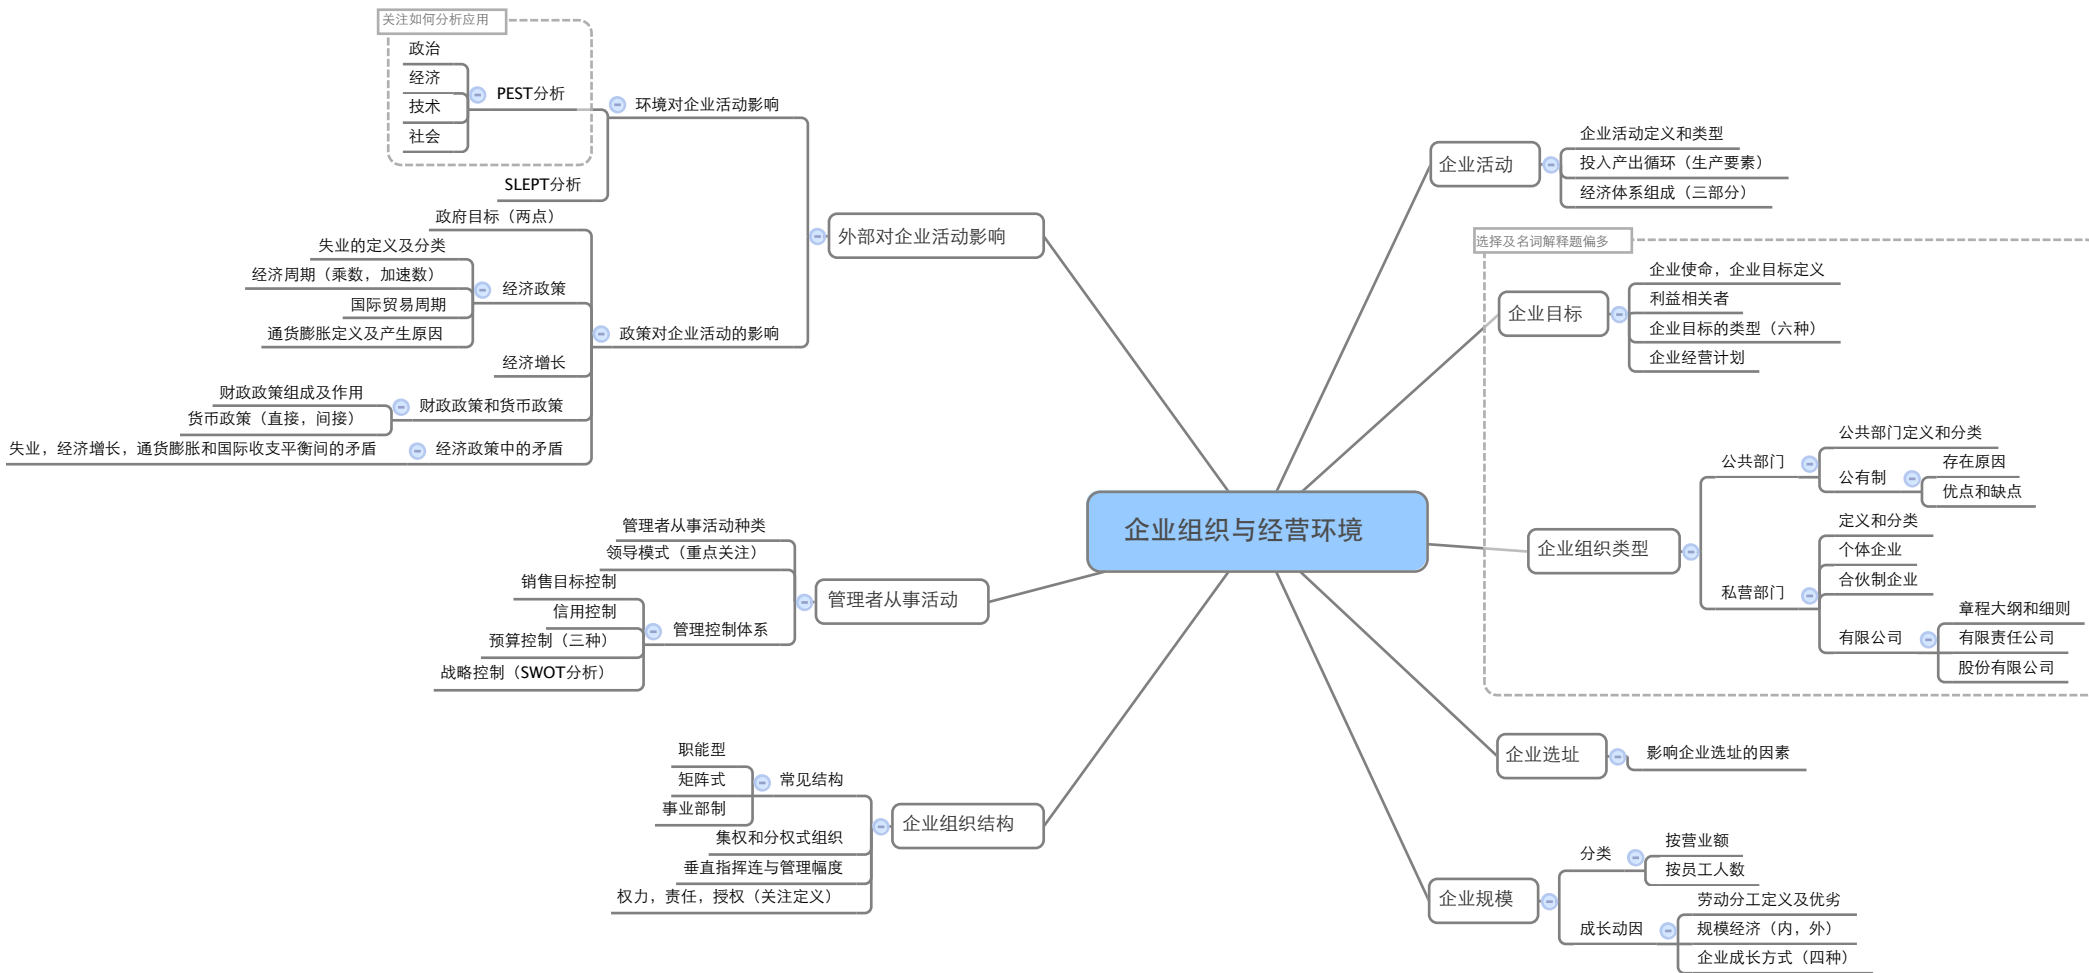 企业组织与经营环境
企业活动
企业活动定义和类型
投入产出循环（生产要素）
经济体系组成（三部分）
选择及名词解释题偏多
企业目标
企业使命，企业目标定义
利益相关者
企业目标的类型（六种）
企业经营计划
企业组织类型
公共部门
公共部门定义和分类
公有制
存在原因
优点和缺点
私营部门
定义和分类
个体企业
合伙制企业
有限公司
章程大纲和细则
有限责任公司
股份有限公司
企业选址
影响企业选址的因素
企业规模
分类
按营业额
按员工人数
成长动因
劳动分工定义及优劣
规模经济（内，外）
企业成长方式（四种）
外部对企业活动影响
环境对企业活动影响
关注如何分析应用
PEST分析
政治
经济
技术
社会
SLEPT分析
政策对企业活动的影响
政府目标（两点）
经济政策
失业的定义及分类
经济周期（乘数，加速数）
国际贸易周期
通货膨胀定义及产生原因
经济增长
财政政策和货币政策
财政政策组成及作用
货币政策（直接，间接）
经济政策中的矛盾
失业，经济增长，通货膨胀和国际收支平衡间的矛盾
管理者从事活动
管理者从事活动种类
领导模式（重点关注）
管理控制体系
销售目标控制
信用控制
预算控制（三种）
战略控制（SWOT分析）
企业组织结构
常见结构
职能型
矩阵式
事业部制
集权和分权式组织
垂直指挥连与管理幅度
权力，责任，授权（关注定义）